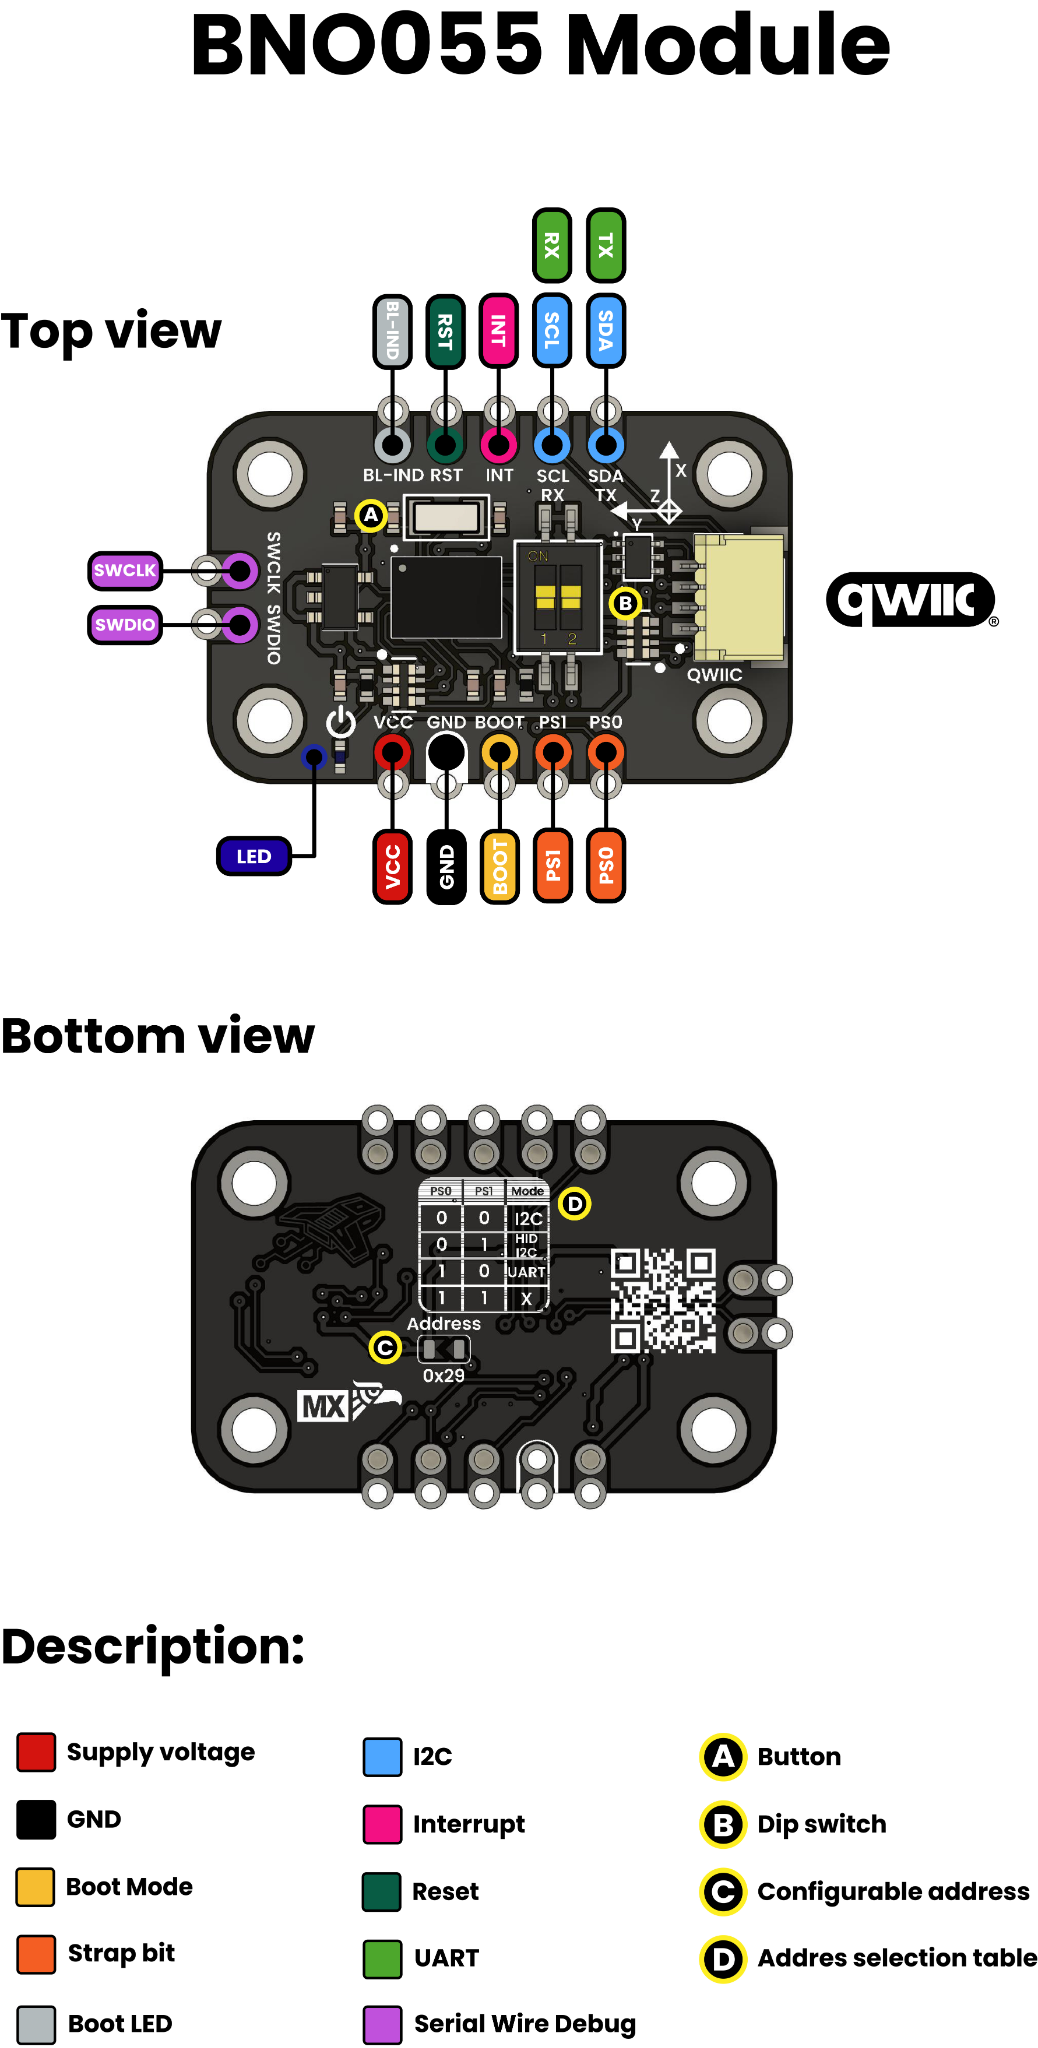 BNO055 Module
RX TX
Top view
BL-IND RST INT SCL SDA
BL-IND RST INT SCL SDA
RX TX
X
Z
Y
A
SWCLK
SWDIO
SWCLK SWDIO
ON
1 2
B
qwiic®
QWIIC
VCC GND BOOT PS1 PS0
LED
VCC GND BOOT PS1 PS0
Bottom view
PS0 PS1 Mode
0 0 I2C
0 1 HID I2C
1 0 UART
1 1 X
D
Address
C
0x29
MX
Description:
Supply voltage
GND
Boot Mode
Strap bit
Boot LED
I2C
Interrupt
Reset
UART
Serial Wire Debug
A Button
B Dip switch
C Configurable address
D Addres selection table